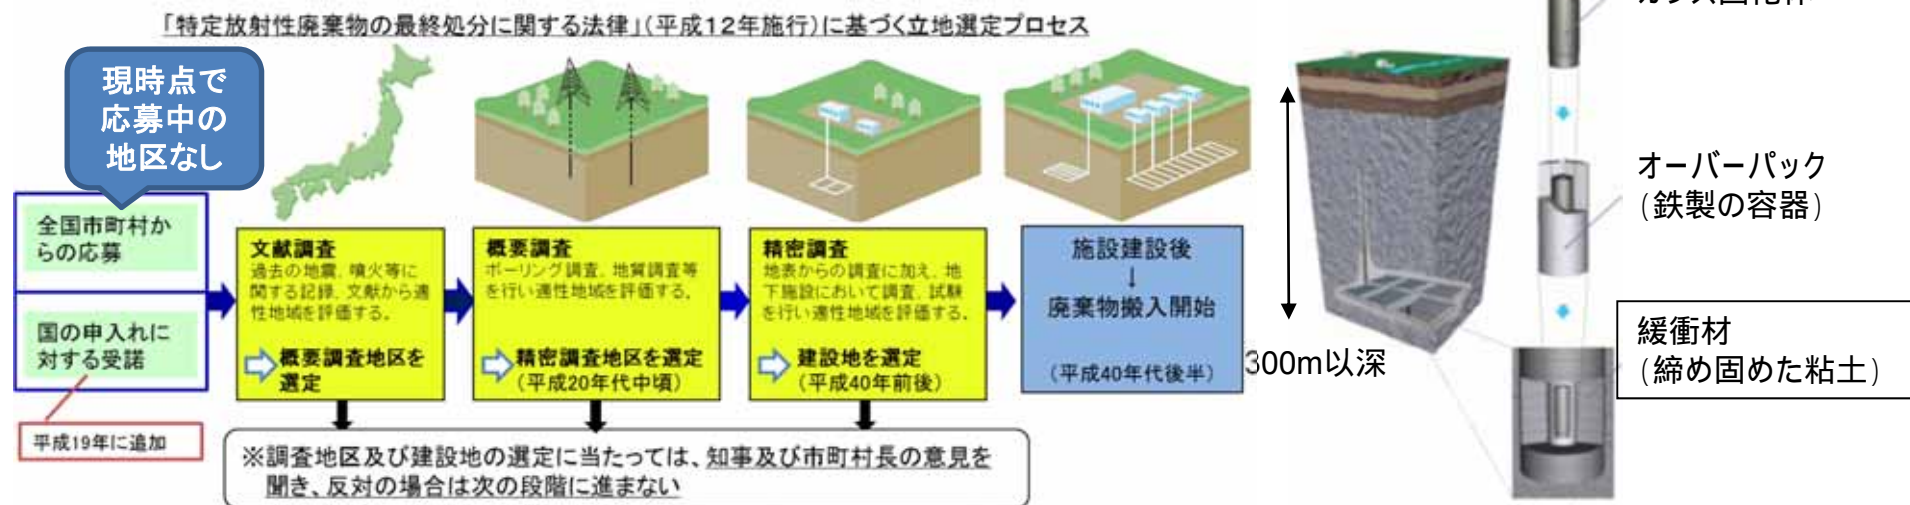 「特定放射性廃棄物の最終処分に関する法律」(平成12年施行)に基づく立地選定プロセス
現時点で
応募中の
地区なし
全国市町村か
らの応募
国の申入れに
対する受諾
平成19年に追加
文献調査
過去の地震、噴火等に
関する記録、文献から適
性地域を評価する。
概要調査地区を
選定
概要調査
ボーリング調査、地質調査等
を行い適性地域を評価する。
精密調査地区を選定
(平成20年代中頃)
精密調査
地表からの調査に加え、地
下施設において調査、試験
を行い適性地域を評価する。
建設地を選定
(平成40年前後)
施設建設後
↓
廃棄物搬入開始
(平成40年代後半)
※調査地区及び建設地の選定に当たっては、知事及び市町村長の意見を
聞き、反対の場合は次の段階に進まない
300m以深
オーバーパック
(鉄製の容器)
緩衝材
(締め固めた粘土)